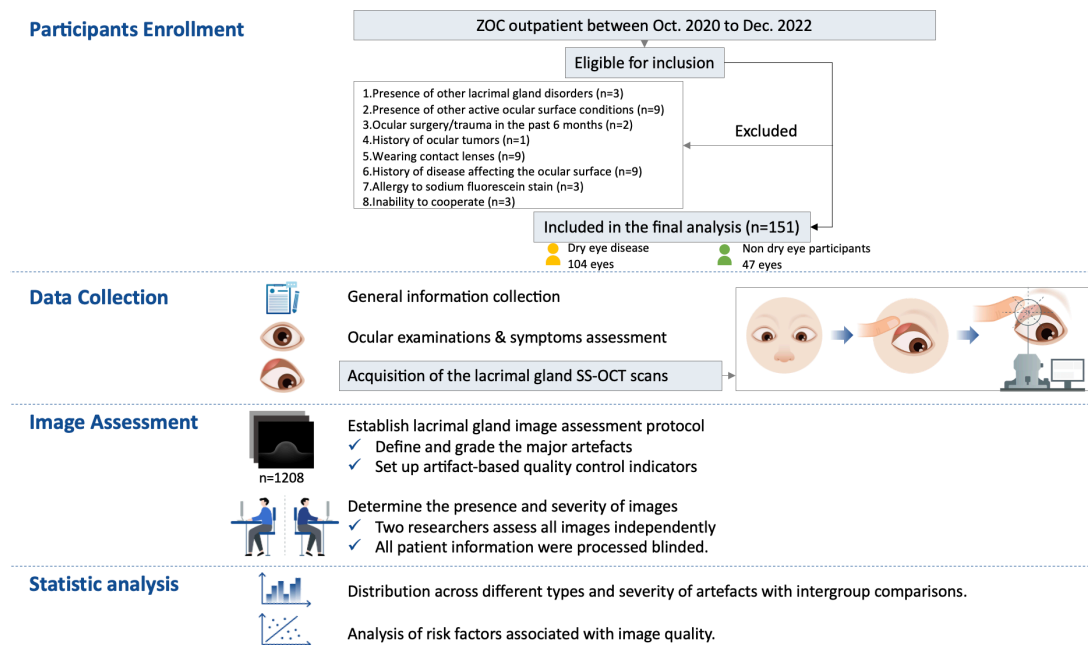 Participants Enrollment
ZOC outpatient between Oct. 2020 to Dec. 2022
Eligible for inclusion
1.Presence of other lacrimal gland disorders (n=3)
2.Presence of other active ocular surface conditions (n=9)
3.Ocular surgery/trauma in the past 6 months (n=2)
4.History of ocular tumors (n=1)
5.Wearing contact lenses (n=9)
6.History of disease affecting the ocular surface (n=9)
7.Allergy to sodium fluorescein stain (n=3)
8.Inability to cooperate (n=3)
Excluded
Included in the final analysis (n=151)
Dry eye disease
104 eyes
Non dry eye participants
47 eyes
Data Collection
General information collection
Ocular examinations & symptoms assessment
Acquisition of the lacrimal gland SS-OCT scans
Image Assessment
n=1208
Establish lacrimal gland image assessment protocol
✓ Define and grade the major artefacts
✓ Set up artifact-based quality control indicators
Determine the presence and severity of images
✓ Two researchers assess all images independently
✓ All patient information were processed blinded.
Statistic analysis
Distribution across different types and severity of artefacts with intergroup comparisons.
Analysis of risk factors associated with image quality.